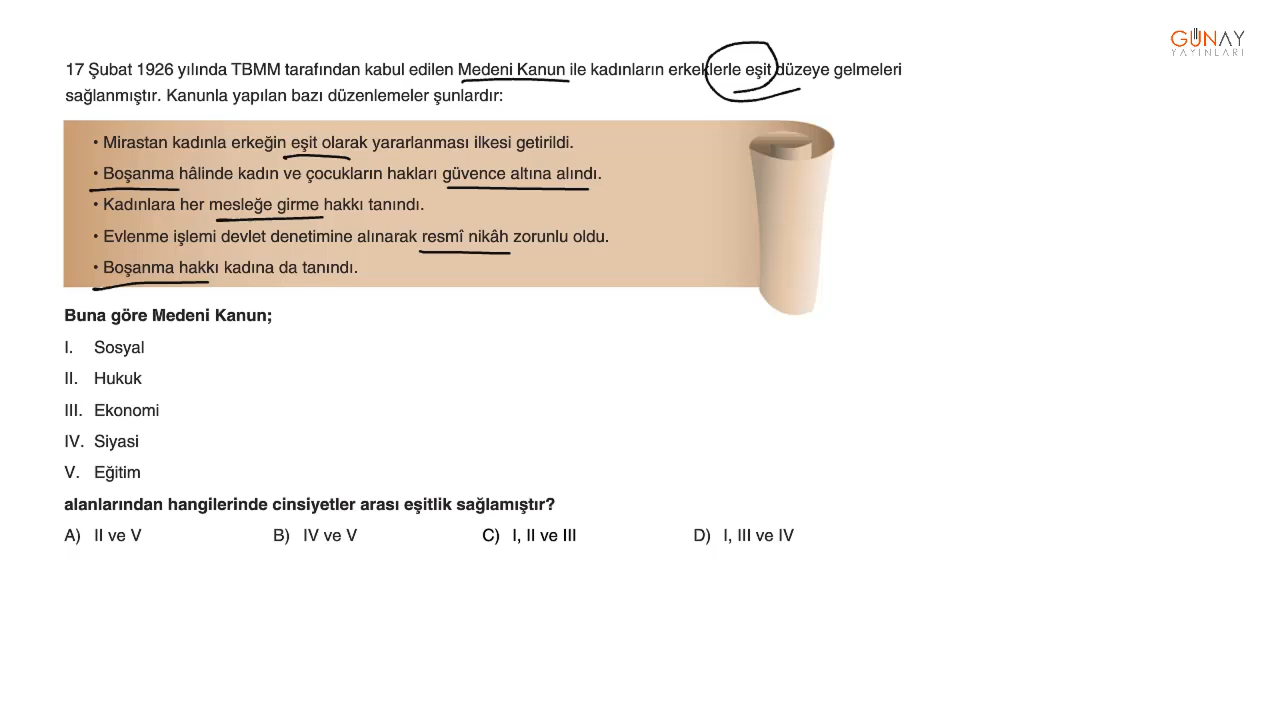 GÜNAY
YAYINLARI
17 Şubat 1926 yılında TBMM tarafından kabul edilen Medeni Kanun ile kadınların erkeklerle eşit düzeye gelmeleri
sağlanmıştır. Kanunla yapılan bazı düzenlemeler şunlardır:
• Mirastan kadınla erkeğin eşit olarak yararlanması ilkesi getirildi.
• Boşanma hâlinde kadın ve çocukların hakları güvence altına alındı.
• Kadınlara her mesleğe girme hakkı tanındı.
• Evlenme işlemi devlet denetimine alınarak resmî nikâh zorunlu oldu.
• Boşanma hakkı kadına da tanındı.
Buna göre Medeni Kanun;
I. Sosyal
II. Hukuk
III. Ekonomi
IV. Siyasi
V. Eğitim
alanlarından hangilerinde cinsiyetler arası eşitlik sağlamıştır?
A) II ve V B) IV ve V C) I, II ve III D) I, III ve IV